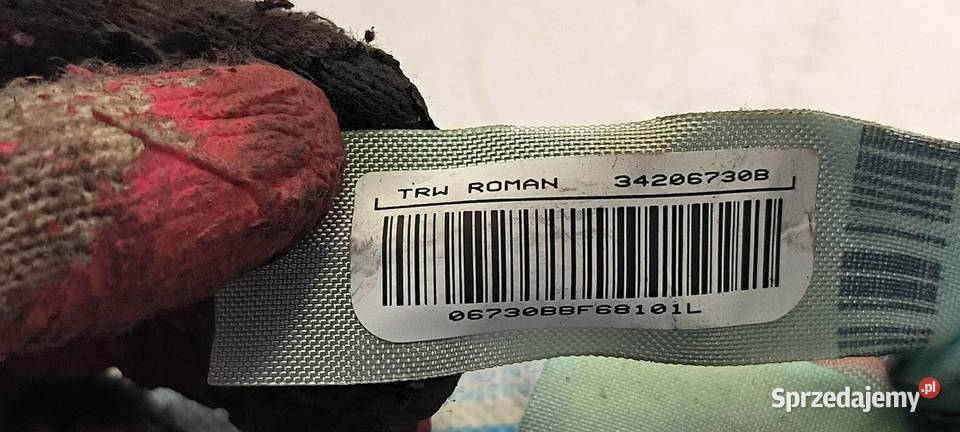 TRW ROMAN 34206730B
06730BBF68101L
Sprzedajemy.pl